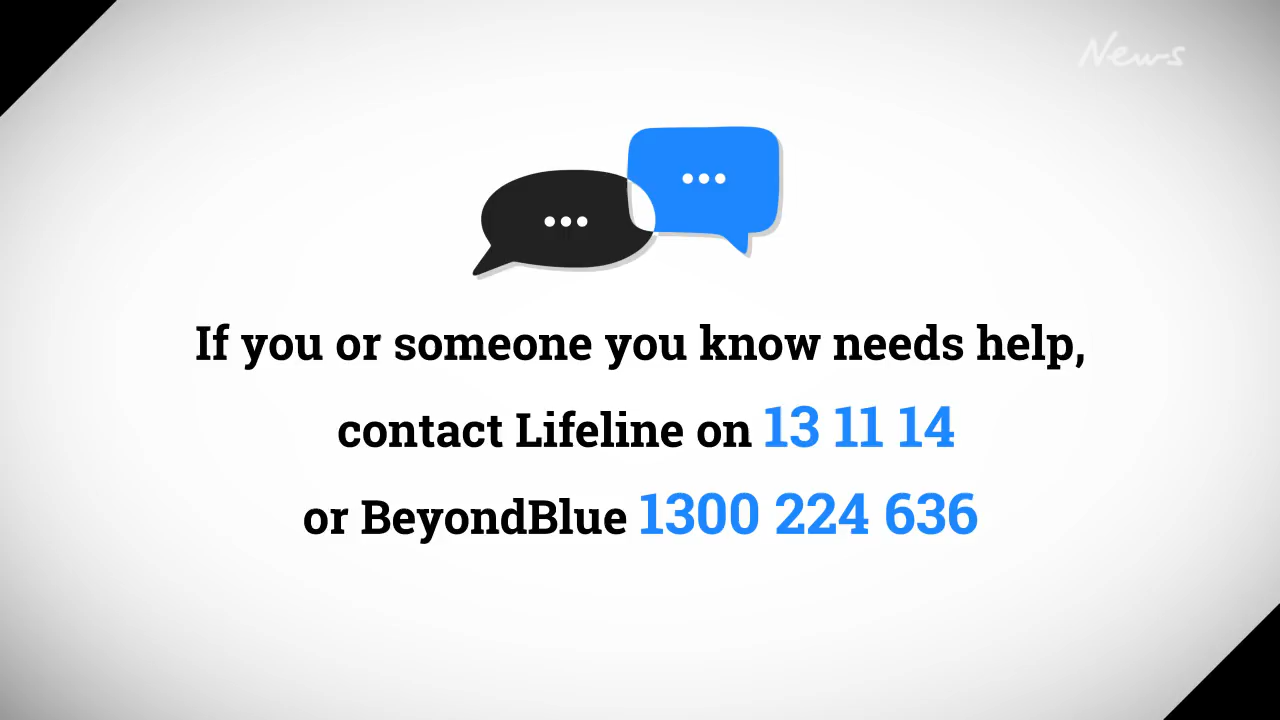 News
If you or someone you know needs help,
contact Lifeline on 13 11 14
or BeyondBlue 1300 224 636